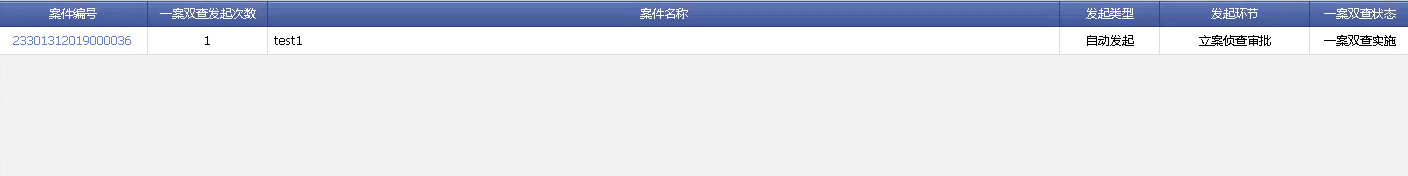 案件编号 一案双查发起次数 案件名称 发起类型 发起环节 一案双查状态
23301312019000036 1 test1 自动发起 立案侦查审批 一案双查实施